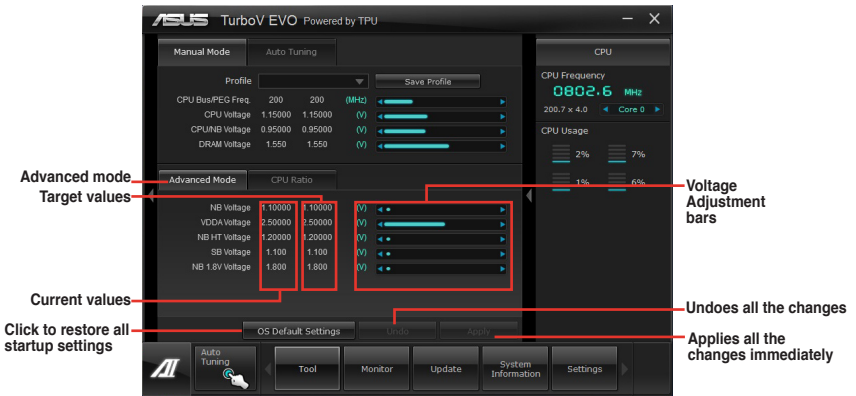 ASUS TurboV EVO Powered by TPU
Manual Mode Auto Tuning
Profile Save Profile
CPU Bus/PEG Freq. 200 200 (MHz)
CPU Voltage 1.15000 1.15000 (V)
CPU/NB Voltage 0.95000 0.95000 (V)
DRAM Voltage 1.550 1.550 (V)
CPU
CPU Frequency
0802.6 MHz
200.7 x 4.0 Core 0
CPU Usage
2% 7%
1% 6%
Advanced mode
Target values
Advanced Mode CPU Ratio
NB Voltage 1.10000 1.10000 (V)
VDDA Voltage 2.50000 2.50000 (V)
NB HT Voltage 1.20000 1.20000 (V)
SB Voltage 1.100 1.100 (V)
NB 1.8V Voltage 1.800 1.800 (V)
Voltage
Adjustment
bars
Current values
Click to restore all
startup settings
OS Default Settings Undo Apply
Undoes all the changes
Applies all the
changes immediately
Auto
Tuning
Tool Monitor Update System
Information Settings